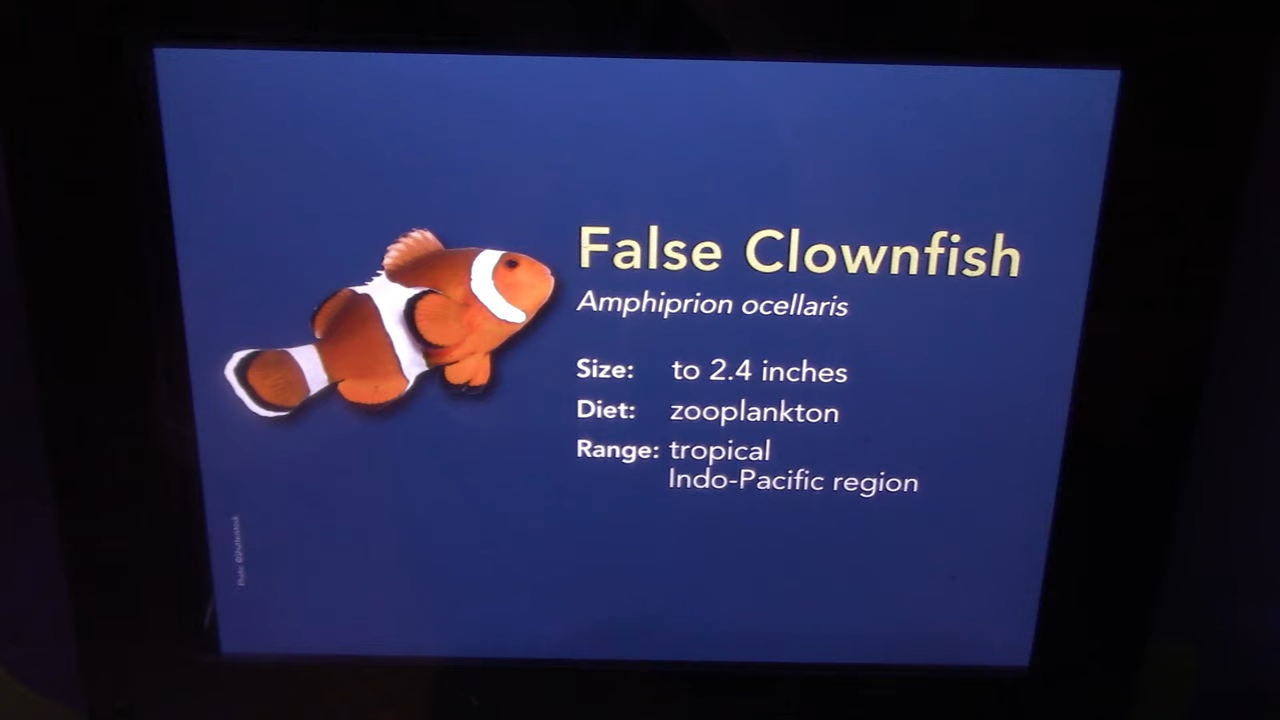 False Clownfish
Amphiprion ocellaris
Size: to 2.4 inches
Diet: zooplankton
Range: tropical
Indo-Pacific region